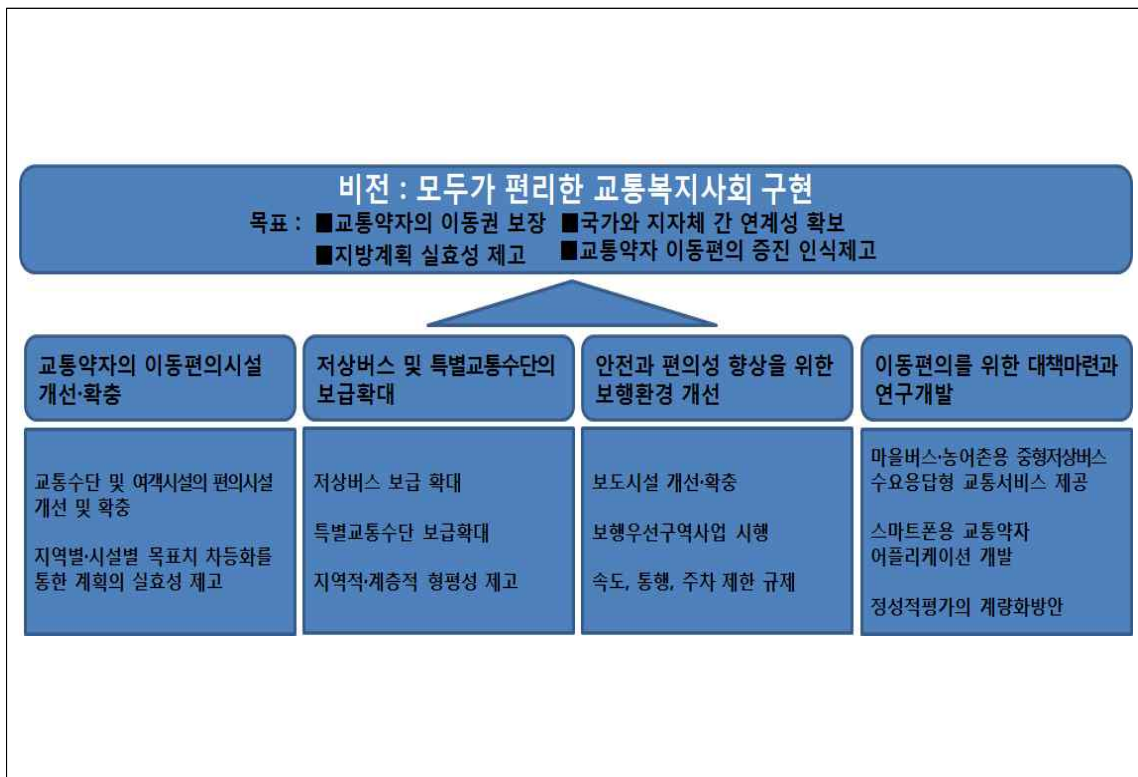 비전 : 모두가 편리한 교통복지사회 구현
목표 : ■교통약자의 이동권 보장 ■국가와 지자체 간 연계성 확보
■지방계획 실효성 제고 ■교통약자 이동편의 증진 인식제고
교통약자의 이동편의시설
개선·확충
교통수단 및 여객시설의 편의시설
개선 및 확충
지역별·시설별 목표치 차등화를
통한 계획의 실효성 제고
저상버스 및 특별교통수단의
보급확대
저상버스 보급 확대
특별교통수단 보급확대
지역적·계층적 형평성 제고
안전과 편의성 향상을 위한
보행환경 개선
보도시설 개선·확충
보행우선구역사업 시행
속도, 통행, 주차 제한 규제
이동편의를 위한 대책마련과
연구개발
마을버스·농어촌용 중형저상버스
수요응답형 교통서비스 제공
스마트폰용 교통약자
어플리케이션 개발
정성적평가의 계량화방안